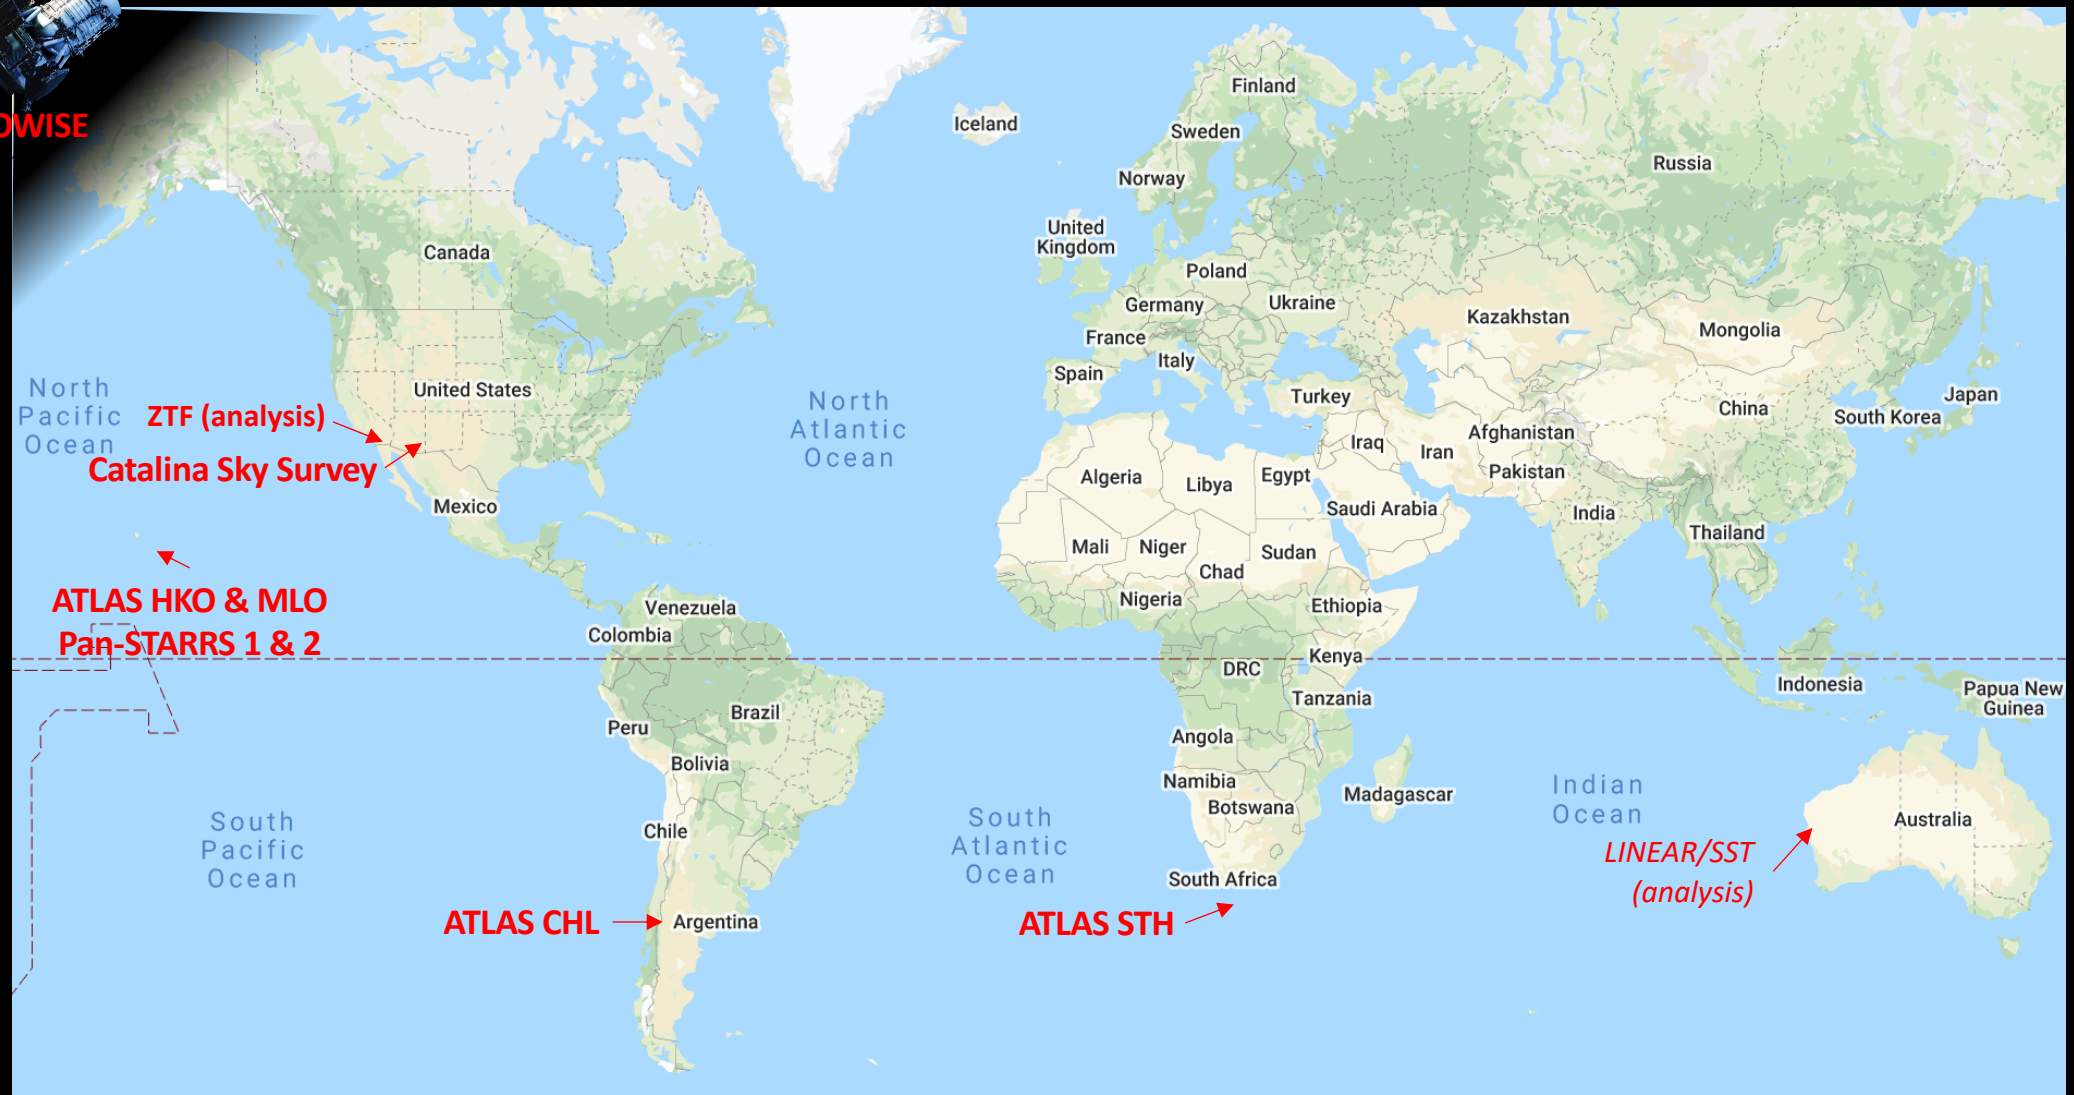 OWISE
Finland
Iceland
Sweden
Russia
Norway
United
Kingdom
Canada
Poland
Germany
Ukraine
Kazakhstan
Mongolia
France
Italy
Spain
North
Pacific
Ocean
United States
ZTF (analysis)
Catalina Sky Survey
North
Atlantic
Ocean
Turkey
China
Japan
South Korea
Iraq
Iran
Afghanistan
Pakistan
Algeria
Libya
Egypt
Saudi Arabia
India
Mexico
Thailand
Mali
Niger
Sudan
Chad
Nigeria
Ethiopia
ATLAS HKO & MLO
Pan-STARRS 1 & 2
Venezuela
Colombia
Kenya
DRC
Indonesia
Papua New
Guinea
Tanzania
Brazil
Peru
Angola
Bolivia
Namibia
Botswana
Madagascar
Indian
Ocean
South
Pacific
Ocean
Chile
South
Atlantic
Ocean
Australia
LINEAR/SST
(analysis)
South Africa
ATLAS CHL
Argentina
ATLAS STH